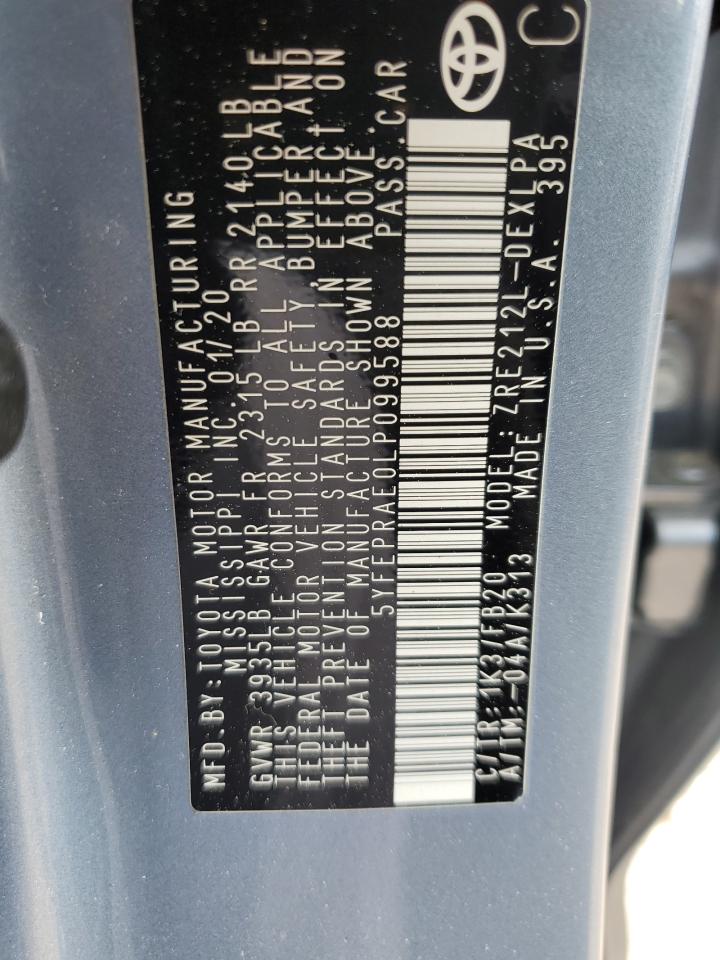 MFD.BY: TOYOTA MOTOR MANUFACTURING
MISSISSIPPI INC. 01/20
GVWR 3935LB GAWR FR 2315LB RR 2140LB
THIS VEHICLE CONFORMS TO ALL APPLICABLE
FEDERAL MOTOR VEHICLE SAFETY, BUMPER AND
THEFT PREVENTION STANDARDS IN EFFECT ON
THE DATE OF MANUFACTURE SHOWN ABOVE.
5YFEPRAE0LP099588 PASS.CAR
C/TR: 1K3/FB20 MODEL: ZRE212L-DEXLPA
A/TM: -04A/K313 MADE IN U.S.A. 395
C